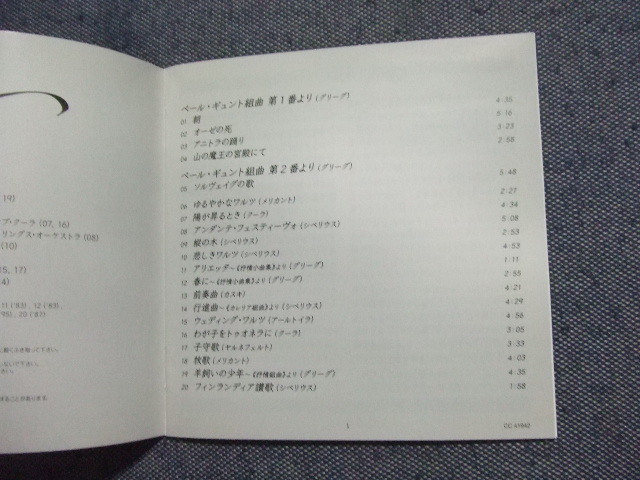 19)
ブ・クーラ (07, 16)
リングス・オーケストラ (08)
(10)
5, 17)
4)
11 ('83) , 12 ('83) ,
95) , 20 ('87)
ペール・ギュント組曲 第1番より (グリーグ)
01 朝 4:35
02 オーゼの死 5:16
03 アニトラの踊り 3:23
04 山の魔王の宮殿にて 2:58
ペール・ギュント組曲 第2番より (グリーグ)
05 ソルヴェイグの歌 5:48
06 ゆるやかなワルツ (メリカント) 2:27
07 陽が昇るとき (クーラ) 4:34
08 アンダンテ・フェスティーヴォ (シベリウス) 5:08
09 樅の木 (シベリウス) 2:53
10 悲しきワルツ (シベリウス) 4:53
11 アリエッタ~《抒情小曲集》より (グリーグ) 1:11
12 春に~《抒情小曲集》より (グリーグ) 2:55
13 前奏曲 (カスキ) 4:21
14 行進曲~《カレリア組曲》より (シベリウス) 4:29
15 ウェディング・ワルツ (アールトイラ) 4:56
16 わが子をトゥオネラに (クーラ) 3:05
17 子守歌 (ヤルネフェルト) 3:33
18 牧歌 (メリカント) 4:03
19 羊飼いの少年~《抒情組曲》より (グリーグ) 4:35
20 フィンランディア讃歌 (シベリウス) 1:58
1